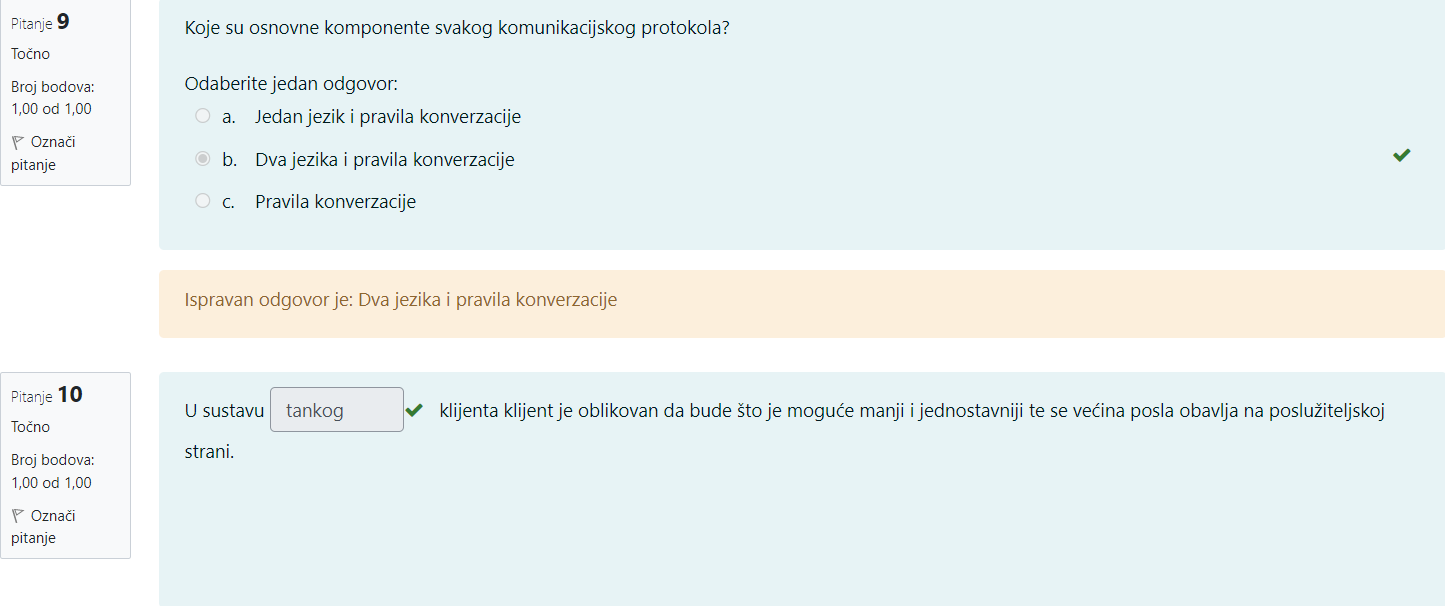 Pitanje 9
Točno
Broj bodova:
1,00 od 1,00
Označi
pitanje
Koje su osnovne komponente svakog komunikacijskog protokola?
Odaberite jedan odgovor:
a. Jedan jezik i pravila konverzacije
b. Dva jezika i pravila konverzacije
c. Pravila konverzacije
Ispravan odgovor je: Dva jezika i pravila konverzacije
Pitanje 10
Točno
Broj bodova:
1,00 od 1,00
Označi
pitanje
U sustavu tankog klijenta klijent je oblikovan da bude što je moguće manji i jednostavniji te se većina posla obavlja na poslužiteljskoj
strani.